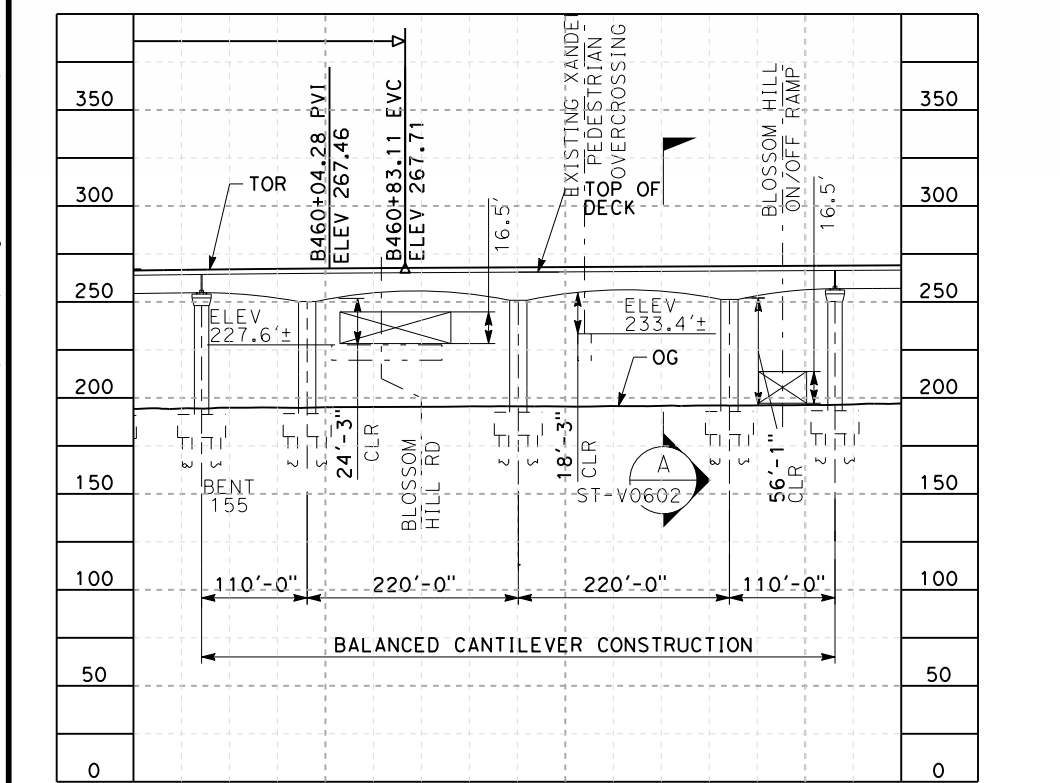 350
300
250
200
150
100
50
0
TOR
B460+04.28 PVI
ELEV 267.46
B460+83.11 EVC
ELEV 267.71
16.5'
EXISTING XANDE
PEDESTRIAN
OVERCROSSING
TOP OF
DECK
BLOSSOM HILL
ON/OFF RAMP
16.5'
ELEV
227.6'±
ELEV
233.4'±
OG
24'-3"
CLR
BLOSSOM
HILL RD
18'-3"
CLR
A
ST-V0602
56'-1"
CLR
BENT
155
110'-0"
220'-0"
220'-0"
110'-0"
BALANCED CANTILEVER CONSTRUCTION
350
300
250
200
150
100
50
0